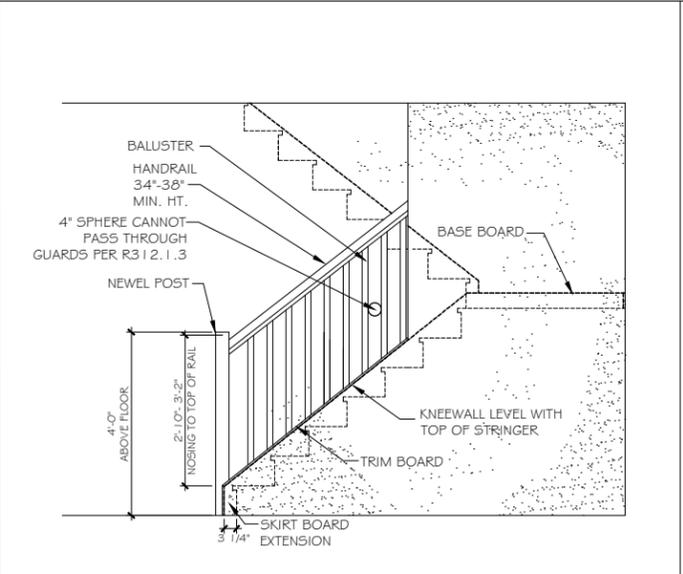 BALUSTER
HANDRAIL
34"-38"
MIN. HT.
4" SPHERE CANNOT
PASS THROUGH
GUARDS PER R312.1.3
NEWEL POST
BASE BOARD
4'-0"
ABOVE FLOOR
2'-10"- 3'-2"
NOSING TO TOP OF RAIL
KNEEWALL LEVEL WITH
TOP OF STRINGER
TRIM BOARD
SKIRT BOARD
EXTENSION
3 1/4"